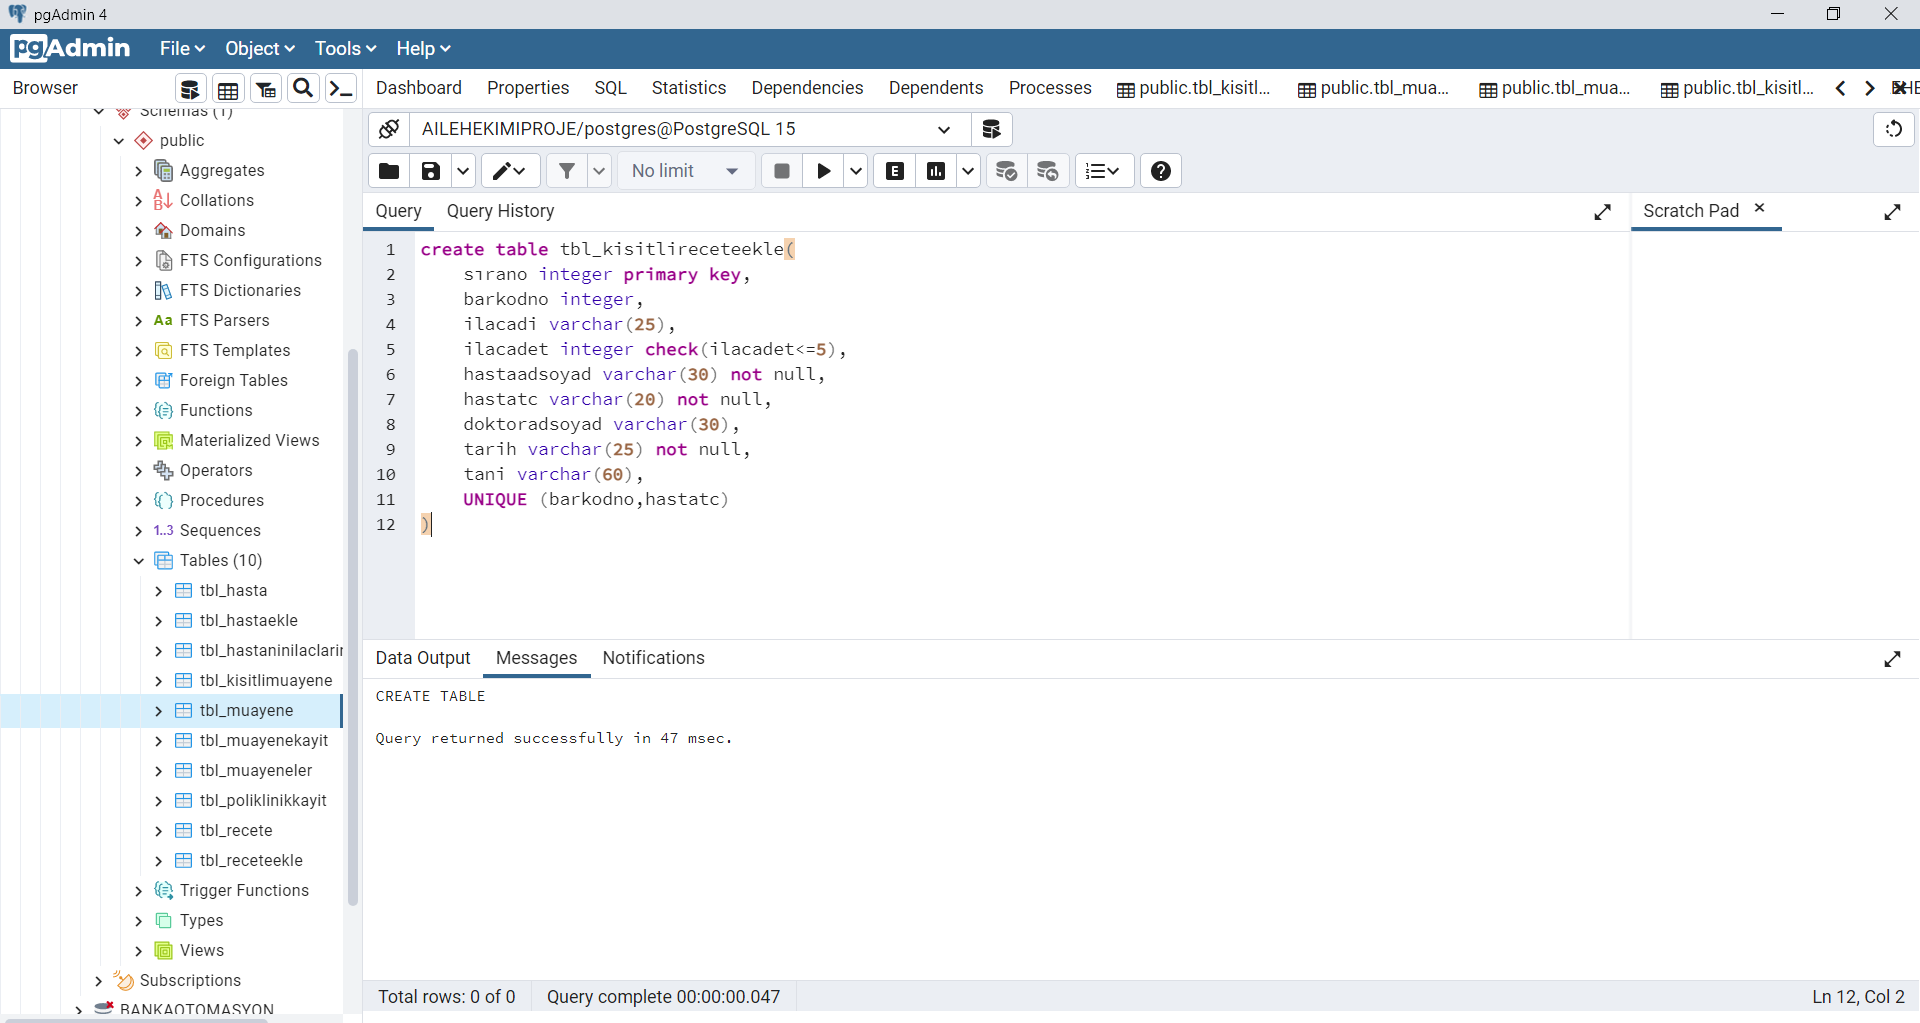 pgAdmin 4
pgAdmin File Object Tools Help
Browser
Dashboard Properties SQL Statistics Dependencies Dependents Processes public.tbl_kisitl... public.tbl_mua... public.tbl_mua... public.tbl_kisitl...
Schemas (1)
public
Aggregates
Collations
Domains
FTS Configurations
FTS Dictionaries
Aa FTS Parsers
FTS Templates
Foreign Tables
Functions
Materialized Views
Operators
Procedures
1..3 Sequences
Tables (10)
tbl_hasta
tbl_hastaekle
tbl_hastaninilaclarir
tbl_kisitlimuayene
tbl_muayene
tbl_muayenekayit
tbl_muayeneler
tbl_poliklinikkayit
tbl_recete
tbl_receteekle
Trigger Functions
Types
Views
Subscriptions
BANKAOTOMASYON
AILEHEKIMIPROJE/postgres@PostgreSQL 15
No limit
E
Query Query History
Scratch Pad
1 create table tbl_kisitlireceteekle(
2 sırano integer primary key,
3 barkodno integer,
4 ilacadi varchar(25),
5 ilacadet integer check(ilacadet<=5),
6 hastaadsoyad varchar(30) not null,
7 hastatc varchar(20) not null,
8 doktoradsoyad varchar(30),
9 tarih varchar(25) not null,
10 tani varchar(60),
11 UNIQUE (barkodno,hastatc)
12 )
Data Output Messages Notifications
CREATE TABLE
Query returned successfully in 47 msec.
Total rows: 0 of 0 Query complete 00:00:00.047
Ln 12, Col 2